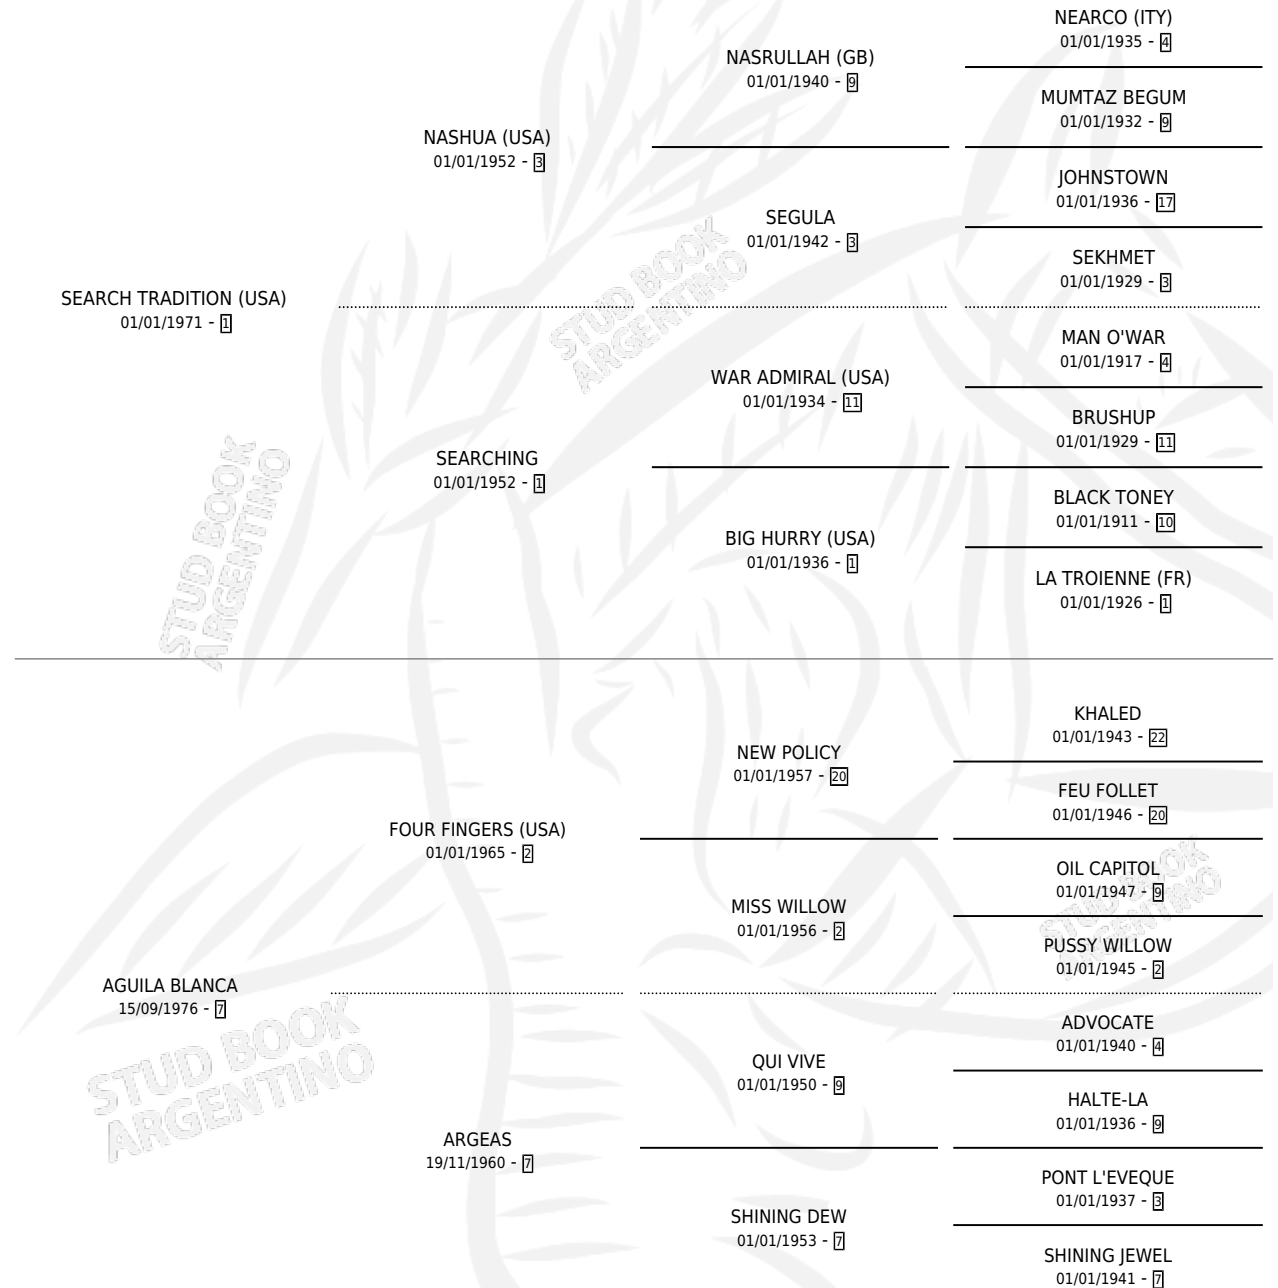 NEARCO (ITY)
01/01/1935 - 4
NASRULLAH (GB)
01/01/1940 - 9
MUMTAZ BEGUM
01/01/1932 - 9
NASHUA (USA)
01/01/1952 - 3
JOHNSTOWN
01/01/1936 - 17
SEGULA
01/01/1942 - 3
SEKHMET
01/01/1929 - 3
SEARCH TRADITION (USA)
01/01/1971 - 1
MAN O'WAR
01/01/1917 - 4
WAR ADMIRAL (USA)
01/01/1934 - 11
BRUSHUP
01/01/1929 - 11
SEARCHING
01/01/1952 - 1
BLACK TONEY
01/01/1911 - 10
BIG HURRY (USA)
01/01/1936 - 1
LA TROIENNE (FR)
01/01/1926 - 1
KHALED
01/01/1943 - 22
NEW POLICY
01/01/1957 - 20
FEU FOLLET
01/01/1946 - 20
FOUR FINGERS (USA)
01/01/1965 - 2
OIL CAPITOL
01/01/1947 - 9
MISS WILLOW
01/01/1956 - 2
PUSSY WILLOW
01/01/1945 - 2
AGUILA BLANCA
15/09/1976 - 7
ADVOCATE
01/01/1940 - 4
QUI VIVE
01/01/1950 - 9
HALTE-LA
01/01/1936 - 9
ARGEAS
19/11/1960 - 7
PONT L'EVEQUE
01/01/1937 - 3
SHINING DEW
01/01/1953 - 7
SHINING JEWEL
01/01/1941 - 7
STUD BOOK
ARGENTINO
STUD BOOK
ARGENTINO
STUD BOOK
ARGENTINO
STUD BOOK
ARGENTINO